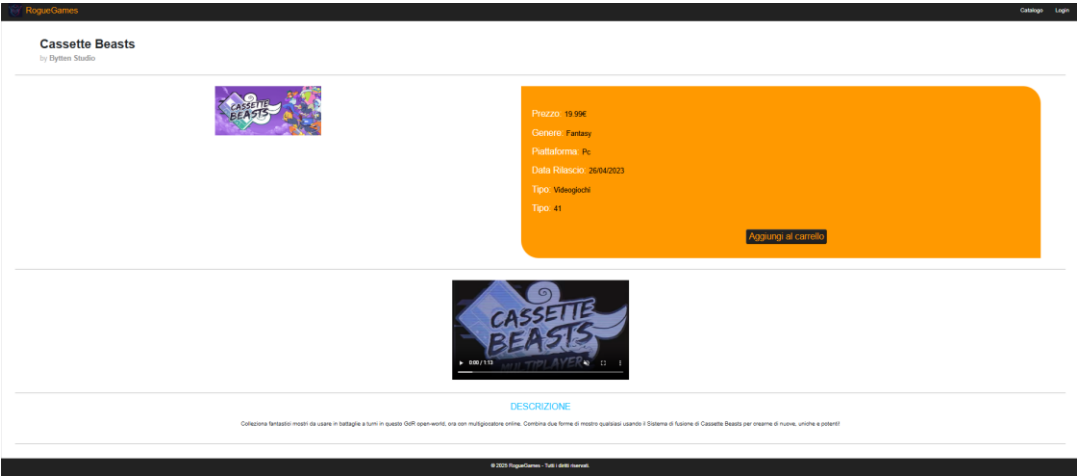 RogueGames
Catalogo Login
Cassette Beasts
by Bytten Studio
CASSETTE
BEASTS
Prezzo: 19.99€
Genere: Fantasy
Piattaforma: Pc
Data Rilascio: 26/04/2023
Tipo: Videogiochi
Tipo: 41
Aggiungi al carrello
CASSETTE
BEASTS
MULTIPLAYER
0:00 / 1:13
DESCRIZIONE
Colleziona fantastici mostri da usare in battaglie a turni in questo GdR open-world, ora con multigiocatore online. Combina due forme di mostro qualsiasi usando il Sistema di fusione di Cassette Beasts per crearne di nuove, uniche e potenti!
© 2025 RogueGames - Tutti i diritti riservati.